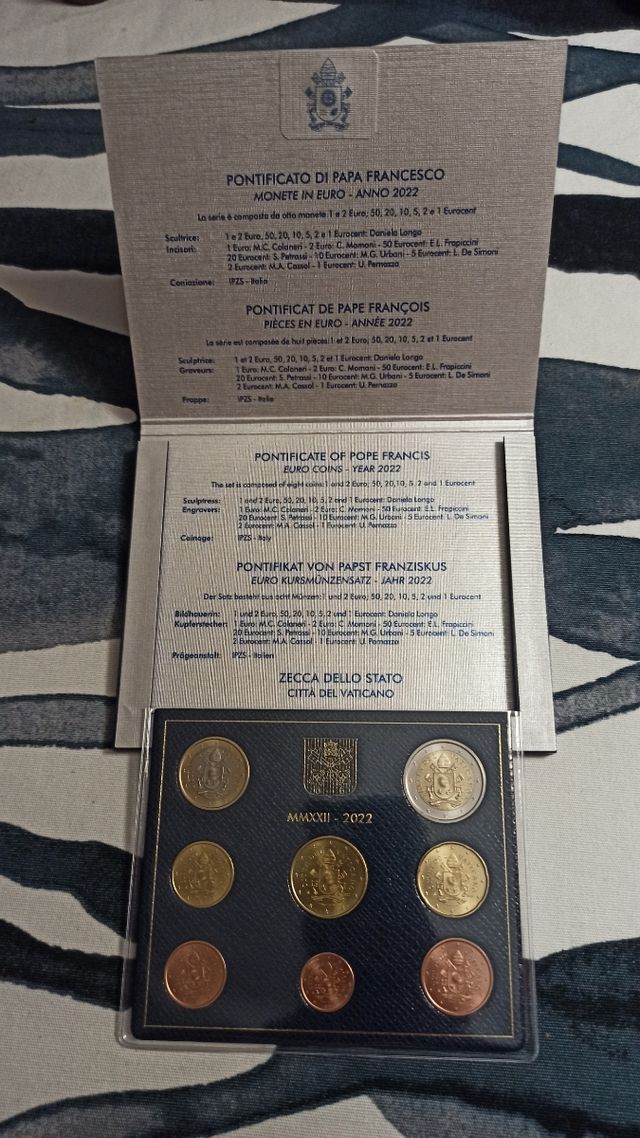 PONTIFICATO DI PAPA FRANCESCO
MONETE IN EURO - ANNO 2022
La serie è composta da otto monete 1 e 2 Euro, 50, 20, 10, 5, 2 e 1 Eurocent
Scultrice: 1 e 2 Euro, 50, 20, 10, 5, 2 e 1 Eurocent: Daniela Longo
Incisori: 1 Euro: M.C. Colaneri - 2 Euro: C. Momoni - 50 Eurocent: E.L. Frapiccini
20 Eurocent: S. Petrassi - 10 Eurocent: M.G. Urbani - 5 Eurocent: L. De Simoni
2 Eurocent: M.A. Cassol - 1 Eurocent: U. Pernazza
Coniazione: IPZS - Italia
PONTIFICAT DE PAPE FRANÇOIS
PIÈCES EN EURO - ANNÉE 2022
La série est composée de huit pièces: 1 et 2 Euro, 50, 20, 10, 5, 2 et 1 Eurocent
Sculptrice: 1 et 2 Euro, 50, 20, 10, 5, 2 et 1 Eurocent: Daniela Longo
Graveurs: 1 Euro: M.C. Colaneri - 2 Euro: C. Momoni - 50 Eurocent: E.L. Frapiccini
20 Eurocent: S. Petrassi - 10 Eurocent: M.G. Urbani - 5 Eurocent: L. De Simoni
2 Eurocent: M.A. Cassol - 1 Eurocent: U. Pernazza
Frappe: IPZS - Italia
PONTIFICATE OF POPE FRANCIS
EURO COINS - YEAR 2022
The set is composed of eight coins: 1 and 2 Euro, 50, 20,10, 5, 2 and 1 Eurocent
Sculptress: 1 and 2 Euro, 50, 20, 10, 5, 2 and 1 Eurocent: Daniela Longo
Engravers: 1 Euro: M.C. Colaneri - 2 Euro: C. Momoni - 50 Eurocent: E.L. Frapiccini
20 Eurocent: S. Petrassi - 10 Eurocent: M.G. Urbani - 5 Eurocent: L. De Simoni
2 Eurocent: M.A. Cassol - 1 Eurocent: U. Pernazza
Coinage: IPZS - Italy
PONTIFIKAT VON PAPST FRANZISKUS
EURO KURSMÜNZENSATZ - JAHR 2022
Der Satz besteht aus acht Münzen: 1 und 2 Euro, 50, 20, 10, 5, 2 und 1 Eurocent
Bildhauerin: 1 und 2 Euro, 50, 20, 10, 5, 2 und 1 Eurocent: Daniela Longo
Kupferstecher: 1 Euro: M.C. Colaneri - 2 Euro: C. Momoni - 50 Eurocent: E.L. Frapiccini
20 Eurocent: S. Petrassi - 10 Eurocent: M.G. Urbani - 5 Eurocent: L. De Simoni
2 Eurocent: M.A. Cassol - 1 Eurocent: U. Pernazza
Prägeanstalt: IPZS - Italien
ZECCA DELLO STATO
CITTÀ DEL VATICANO
MMXXII - 2022